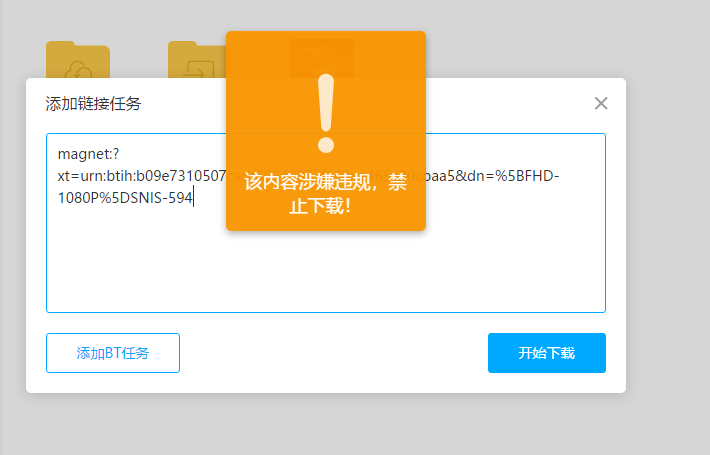 添加链接任务
magnet:?
xt=urn:btih:b09e7310507
baa5&dn=%5BFHD-
1080P%5DSNIS-594
该内容涉嫌违规，禁
止下载！
添加BT任务
开始下载